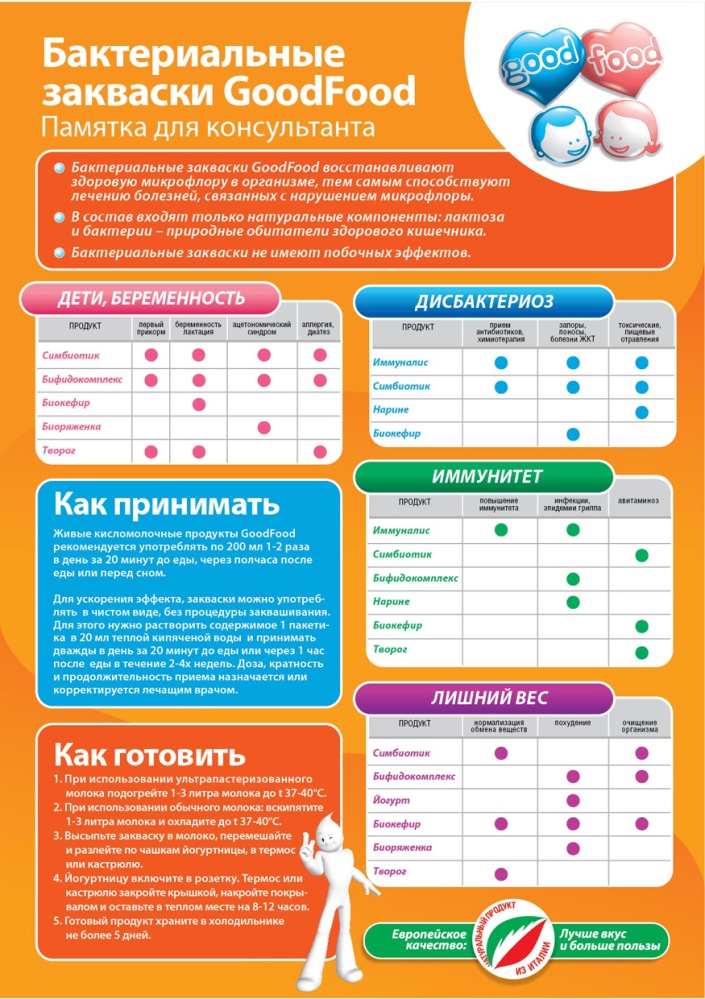 Бактериальные
закваски GoodFood
Памятка для консультанта
good food
Бактериальные закваски GoodFood восстанавливают
здоровую микрофлору в организме, тем самым способствуют
лечению болезней, связанных с нарушением микрофлоры.
В состав входят только натуральные компоненты: лактоза
и бактерии – природные обитатели здорового кишечника.
Бактериальные закваски не имеют побочных эффектов.
ДЕТИ, БЕРЕМЕННОСТЬ
ПРОДУКТ
первый
прикорм
беременность
лактация
ацетономический
синдром
аллергия,
диатез
Симбиотик
Бифидокомплекс
Биокефир
Биоряженка
Творог
Как принимать
Живые кисломолочные продукты GoodFood
рекомендуется употреблять по 200 мл 1-2 раза
в день за 20 минут до еды, через полчаса после
еды или перед сном.
Для ускорения эффекта, закваски можно употреб-
лять в чистом виде, без процедуры заквашивания.
Для этого нужно растворить содержимое 1 пакети-
ка в 20 мл теплой кипяченой воды и принимать
дважды в день за 20 минут до еды или через 1 час
после еды в течение 2-4х недель. Доза, кратность
и продолжительность приема назначается или
корректируется лечащим врачом.
Как готовить
1. При использовании ультрапастеризованного
молока подогрейте 1-3 литра молока до t 37-40°С.
2. При использовании обычного молока: вскипятите
1-3 литра молока и охладите до t 37-40°С.
3. Высыпьте закваску в молоко, перемешайте
и разлейте по чашкам йогуртницы, в термос
или кастрюлю.
4. Йогуртницу включите в розетку. Термос или
кастрюлю закройте крышкой, накройте покры-
валом и оставьте в теплом месте на 8-12 часов.
5. Готовый продукт храните в холодильнике
не более 5 дней.
ДИСБАКТЕРИОЗ
ПРОДУКТ
прием
антибиотиков,
химиотерапия
запоры,
поносы,
болезни ЖКТ
токсические,
пищевые
отравления
Иммуналис
Симбиотик
Нарине
Биокефир
ИММУНИТЕТ
ПРОДУКТ
повышение
иммунитета
инфекции,
эпидемии гриппа
авитаминоз
Иммуналис
Симбиотик
Бифидокомплекс
Нарине
Биокефир
Творог
ЛИШНИЙ ВЕС
ПРОДУКТ
нормализация
обмена веществ
похудение
очищение
организма
Симбиотик
Бифидокомплекс
Йогурт
Биокефир
Биоряженка
Творог
Европейское
качество:
НАТУРАЛЬНЫЙ ПРОДУКТ
ИЗ ИТАЛИИ
Лучше вкус
и больше пользы